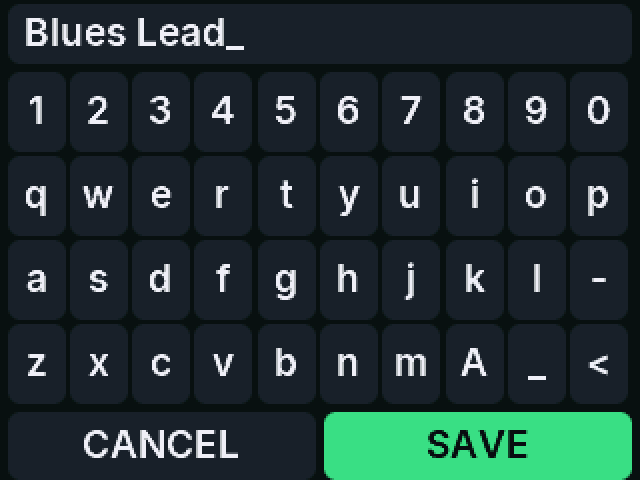 Blues Lead_
1 2 3 4 5 6 7 8 9 0
q w e r t y u i o p
a s d f g h j k l -
z x c v b n m A _ <
CANCEL SAVE